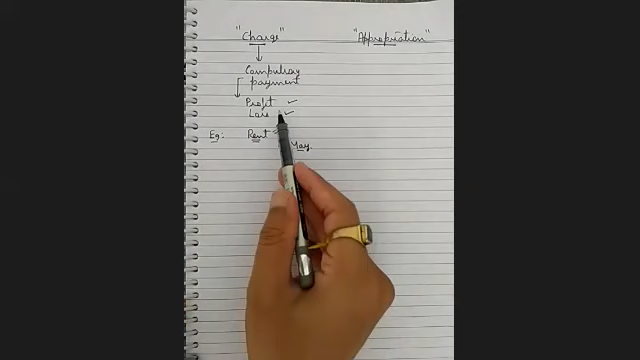 "Charge" "Appropriation"
Compulsory
payment
Profit ✓
Loss ✓
Eg: Rent